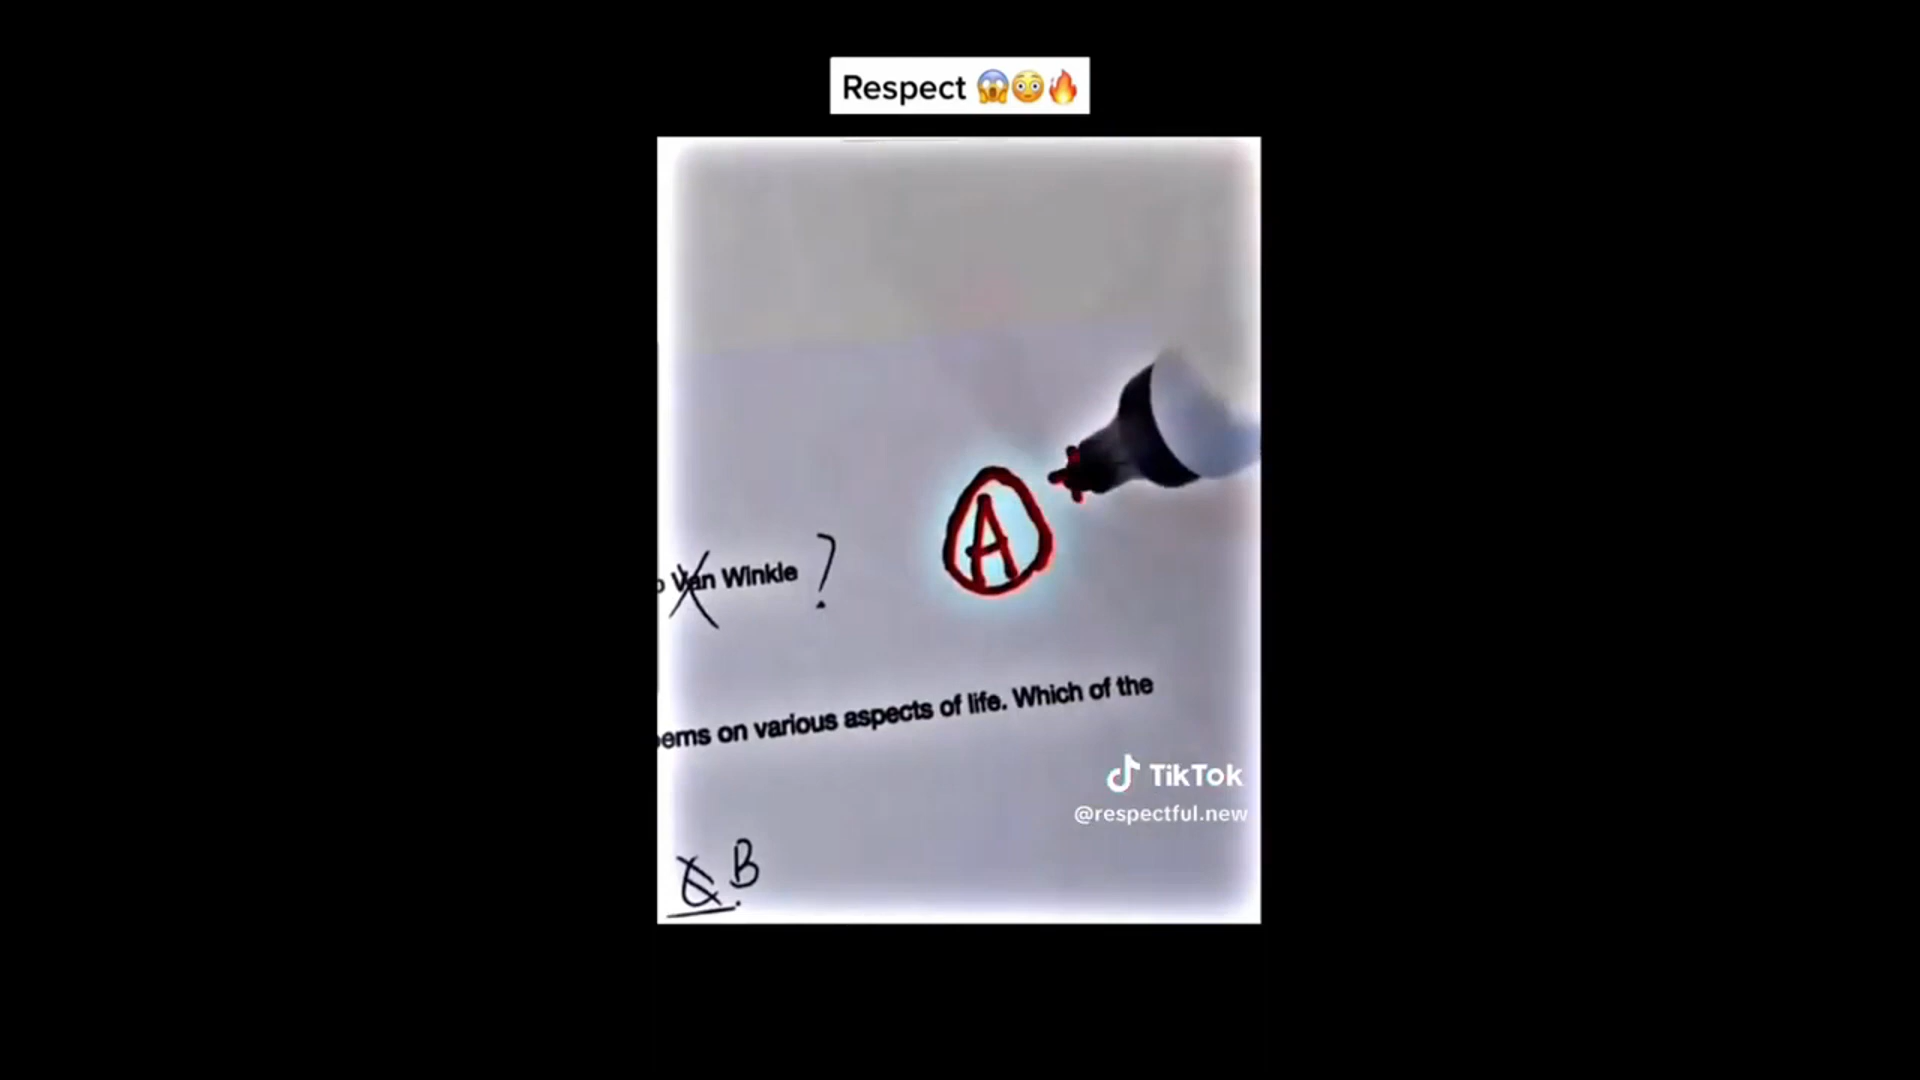 Respect 😱😳🔥
A+
Van Winkle ?
ems on various aspects of life. Which of the
TikTok
@respectful.new
B